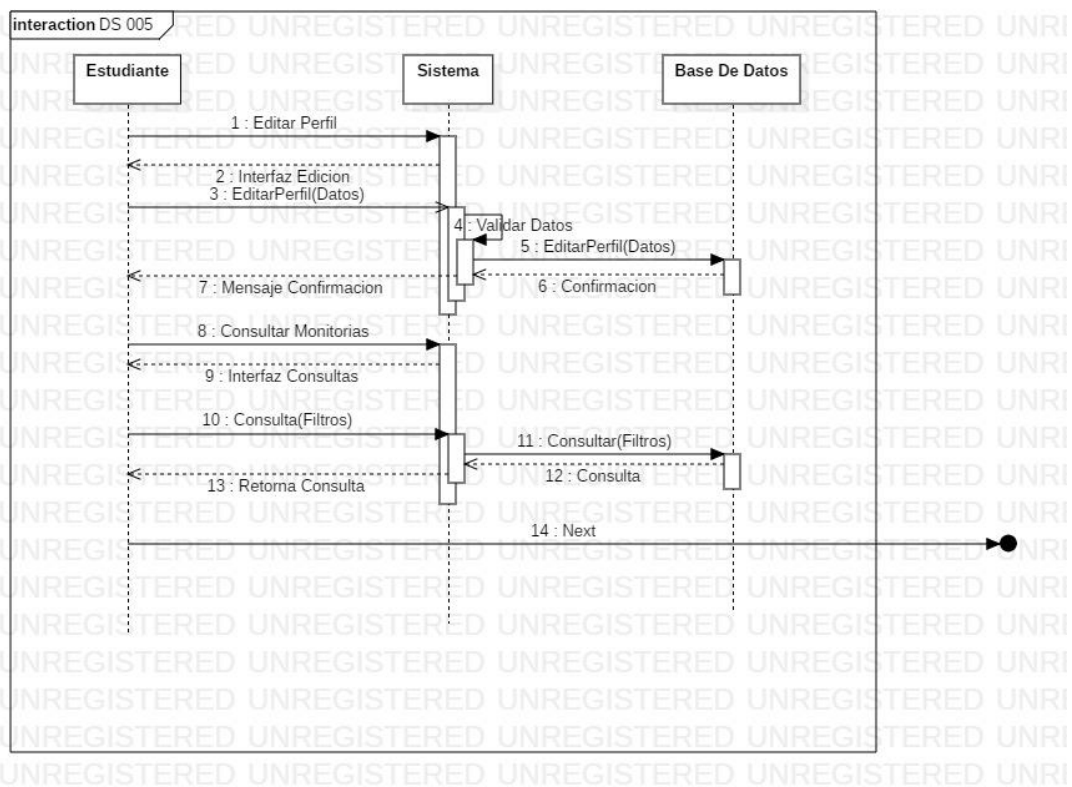 interaction DS 005
Estudiante
Sistema
Base De Datos
1 : Editar Perfil
2 : Interfaz Edicion
3 : EditarPerfil(Datos)
4 : Validar Datos
5 : EditarPerfil(Datos)
6 : Confirmacion
7 : Mensaje Confirmacion
8 : Consultar Monitorias
9 : Interfaz Consultas
10 : Consulta(Filtros)
11 : Consultar(Filtros)
12 : Consulta
13 : Retorna Consulta
14 : Next
UNREGISTERED